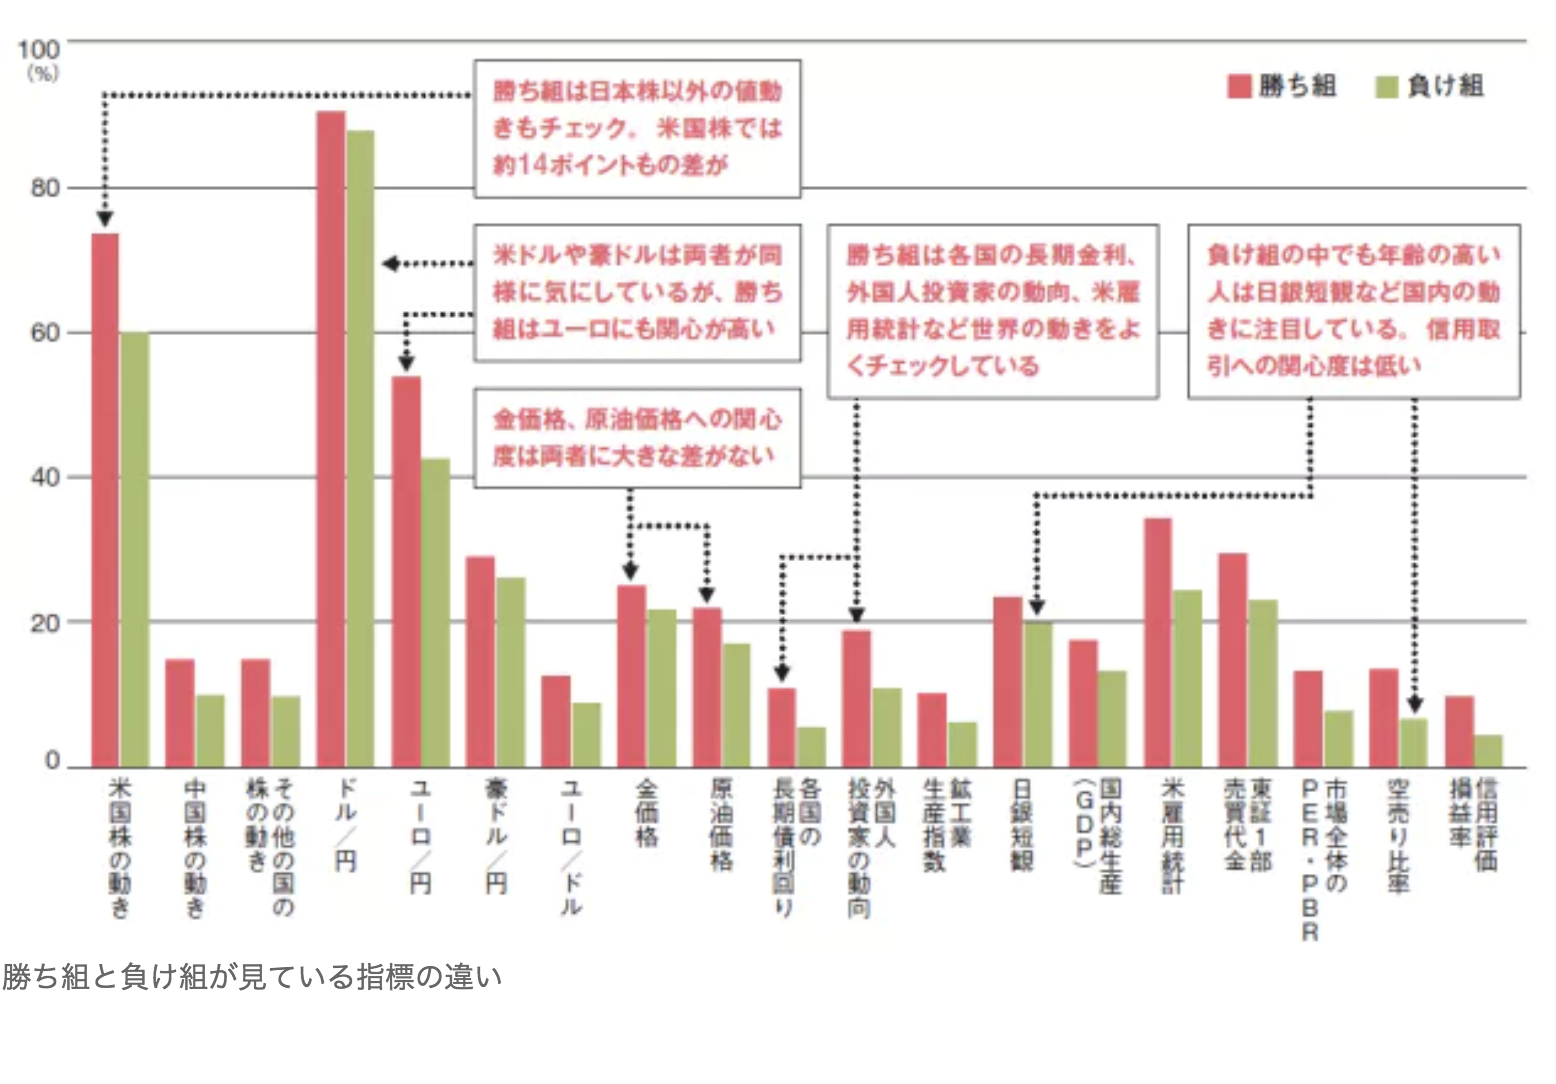 100
(%)
80
60
40
20
0
勝ち組
負け組
勝ち組は日本株以外の値動
きもチェック。米国株では
約14ポイントもの差が
米ドルや豪ドルは両者が同
様に気にしているが、勝ち
組はユーロにも関心が高い
金価格、原油価格への関心
度は両者に大きな差がない
勝ち組は各国の長期金利、
外国人投資家の動向、米雇
用統計など世界の動きをよ
くチェックしている
負け組の中でも年齢の高い
人は日銀短観など国内の動
きに注目している。信用取
引への関心度は低い
米国株の動き
中国株の動き
その他の国の
株の動き
ドル/円
ユーロ/円
豪ドル/円
ユーロ/ドル
金価格
原油価格
各国の
長期債利回り
外国人
投資家の動向
鉱工業
生産指数
日銀短観
国内総生産
(GDP)
米雇用統計
東証1部
売買代金
市場全体の
PER・PBR
空売り比率
信用評価
損益率
勝ち組と負け組が見ている指標の違い